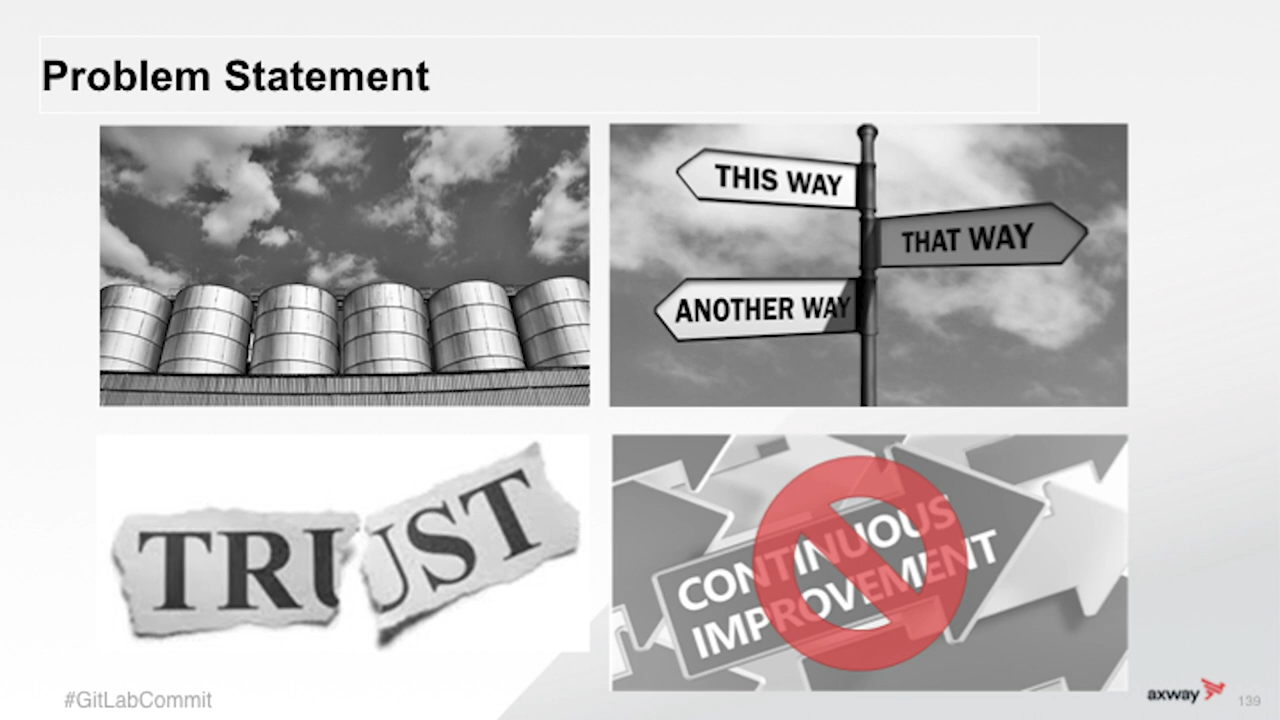 Problem Statement
THIS WAY
THAT WAY
ANOTHER WAY
TRUST
CONTINUOUS
IMPROVEMENT
#GitLabCommit
axway
139